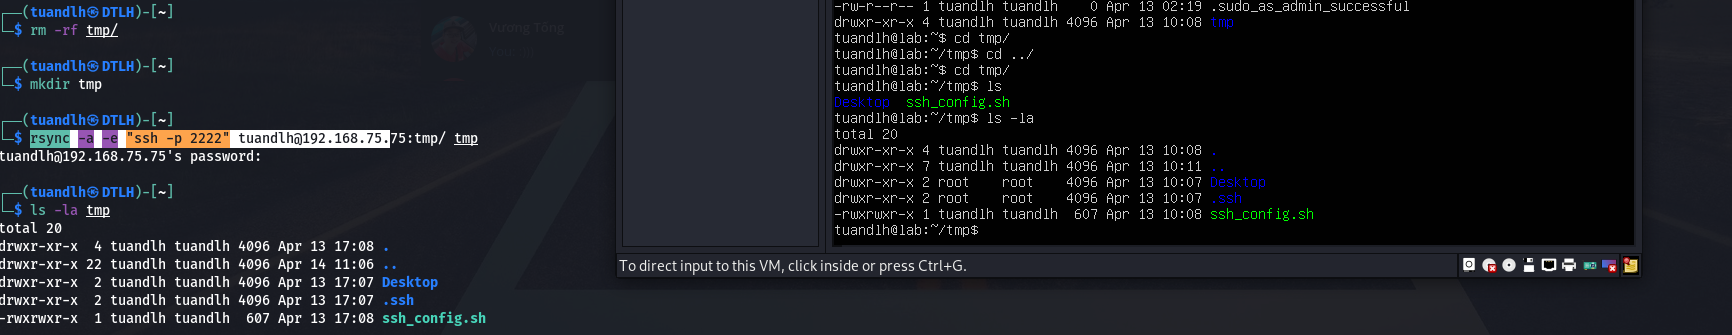 ┌──(tuandlh㉿DTLH)-[~]
└─$ rm -rf tmp/
┌──(tuandlh㉿DTLH)-[~]
└─$ mkdir tmp
┌──(tuandlh㉿DTLH)-[~]
└─$ rsync -a -e "ssh -p 2222" tuandlh@192.168.75.75:tmp/ tmp
tuandlh@192.168.75.75's password:
┌──(tuandlh㉿DTLH)-[~]
└─$ ls -la tmp
total 20
drwxr-xr-x  4 tuandlh tuandlh 4096 Apr 13 17:08 .
drwxr-xr-x 22 tuandlh tuandlh 4096 Apr 14 11:06 ..
drwxr-xr-x  2 tuandlh tuandlh 4096 Apr 13 17:07 Desktop
drwxr-xr-x  2 tuandlh tuandlh 4096 Apr 13 17:07 .ssh
-rwxrwxr-x  1 tuandlh tuandlh  607 Apr 13 17:08 ssh_config.sh
Vương Tông
-rw-r--r-- 1 tuandlh tuandlh    0 Apr 13 02:19 .sudo_as_admin_successful
drwxr-xr-x 4 tuandlh tuandlh 4096 Apr 13 10:08 tmp
tuandlh@lab:~$ cd tmp/
tuandlh@lab:~/tmp$ cd ../
tuandlh@lab:~$ cd tmp/
tuandlh@lab:~/tmp$ ls
Desktop  ssh_config.sh
tuandlh@lab:~/tmp$ ls -la
total 20
drwxr-xr-x 4 tuandlh tuandlh 4096 Apr 13 10:08 .
drwxr-xr-x 7 tuandlh tuandlh 4096 Apr 13 10:11 ..
drwxr-xr-x 2 root    root    4096 Apr 13 10:07 Desktop
drwxr-xr-x 2 root    root    4096 Apr 13 10:07 .ssh
-rwxrwxr-x 1 tuandlh tuandlh  607 Apr 13 10:08 ssh_config.sh
tuandlh@lab:~/tmp$
To direct input to this VM, click inside or press Ctrl+G.